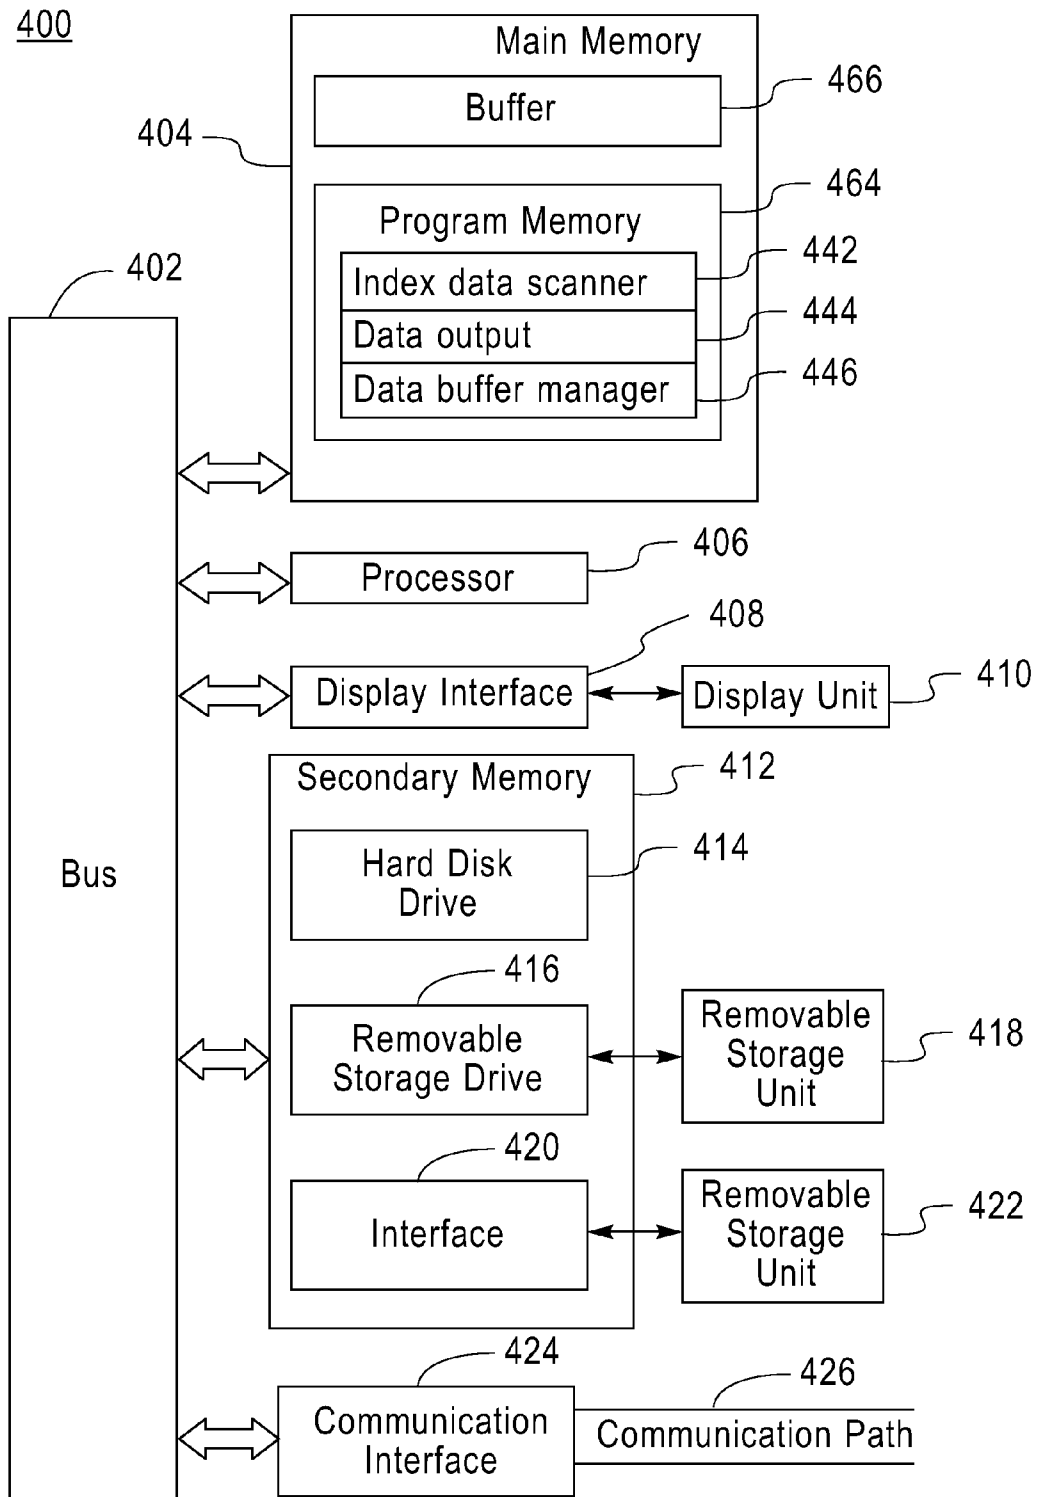 400
Main Memory
Buffer
466
404
464
Program Memory
Index data scanner
442
Data output
444
Data buffer manager
446
402
Bus
Processor
406
Display Interface
408
Display Unit
410
Secondary Memory
412
Hard Disk
Drive
414
416
Removable
Storage Drive
Removable
Storage
Unit
418
420
Interface
Removable
Storage
Unit
422
424
Communication
Interface
426
Communication Path